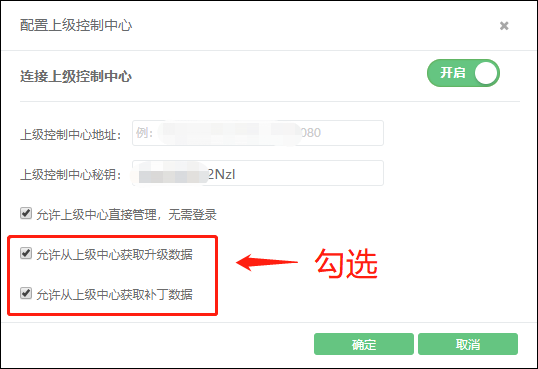 配置上级控制中心 ×
连接上级控制中心 开启
上级控制中心地址： 例： 080
上级控制中心秘钥： 2NzI
允许上级中心直接管理，无需登录
允许从上级中心获取升级数据
勾选
允许从上级中心获取补丁数据
确定 取消